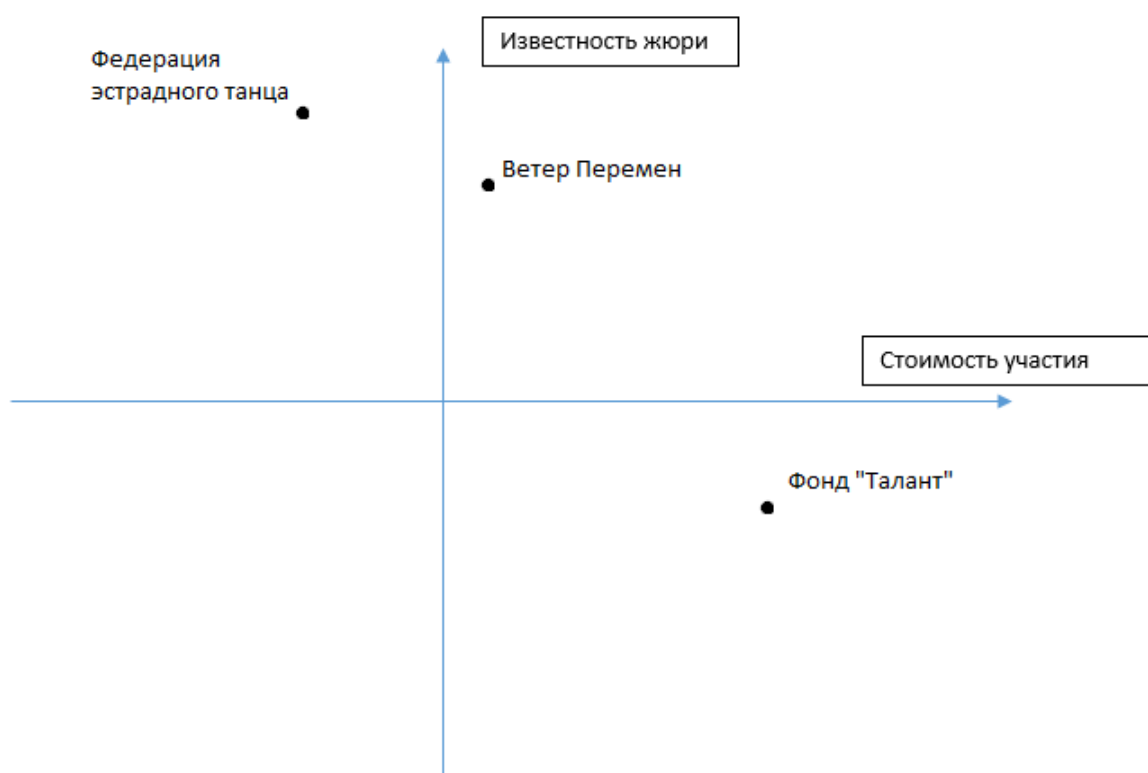 Известность жюри
Федерация
эстрадного танца
Ветер Перемен
Стоимость участия
Фонд "Талант"